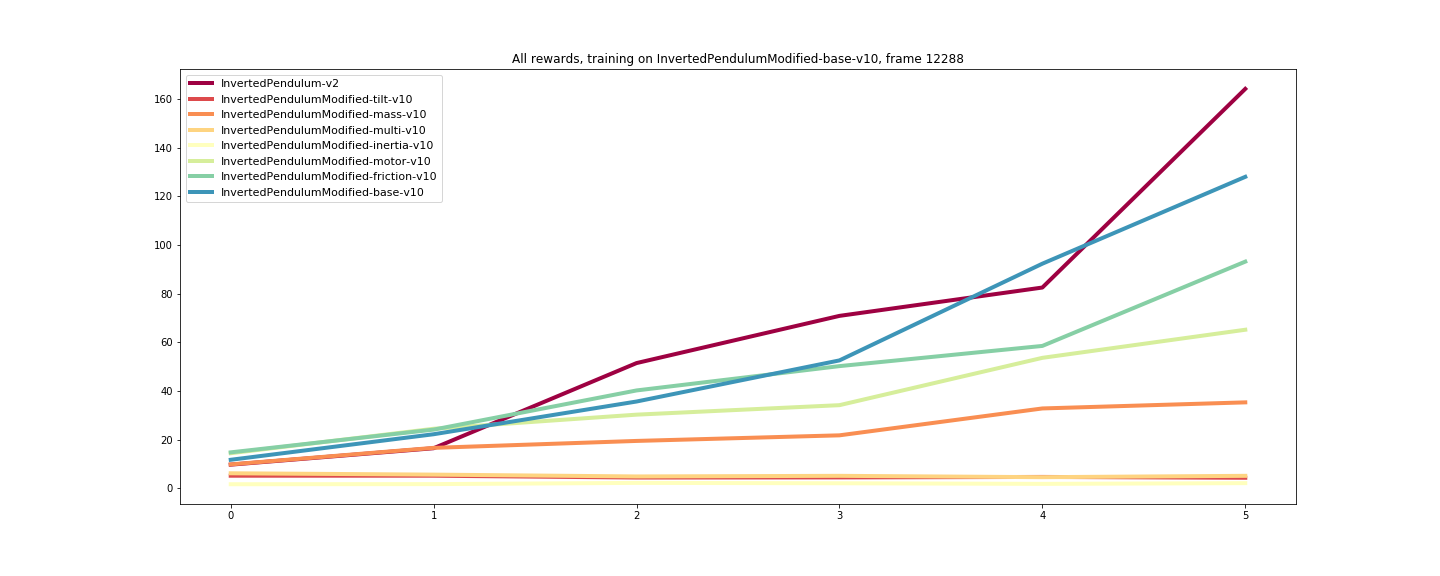 All rewards, training on InvertedPendulumModified-base-v10, frame 12288
InvertedPendulum-v2
InvertedPendulumModified-tilt-v10
InvertedPendulumModified-mass-v10
InvertedPendulumModified-multi-v10
InvertedPendulumModified-inertia-v10
InvertedPendulumModified-motor-v10
InvertedPendulumModified-friction-v10
InvertedPendulumModified-base-v10
160
140
120
100
80
60
40
20
0
0 1 2 3 4 5